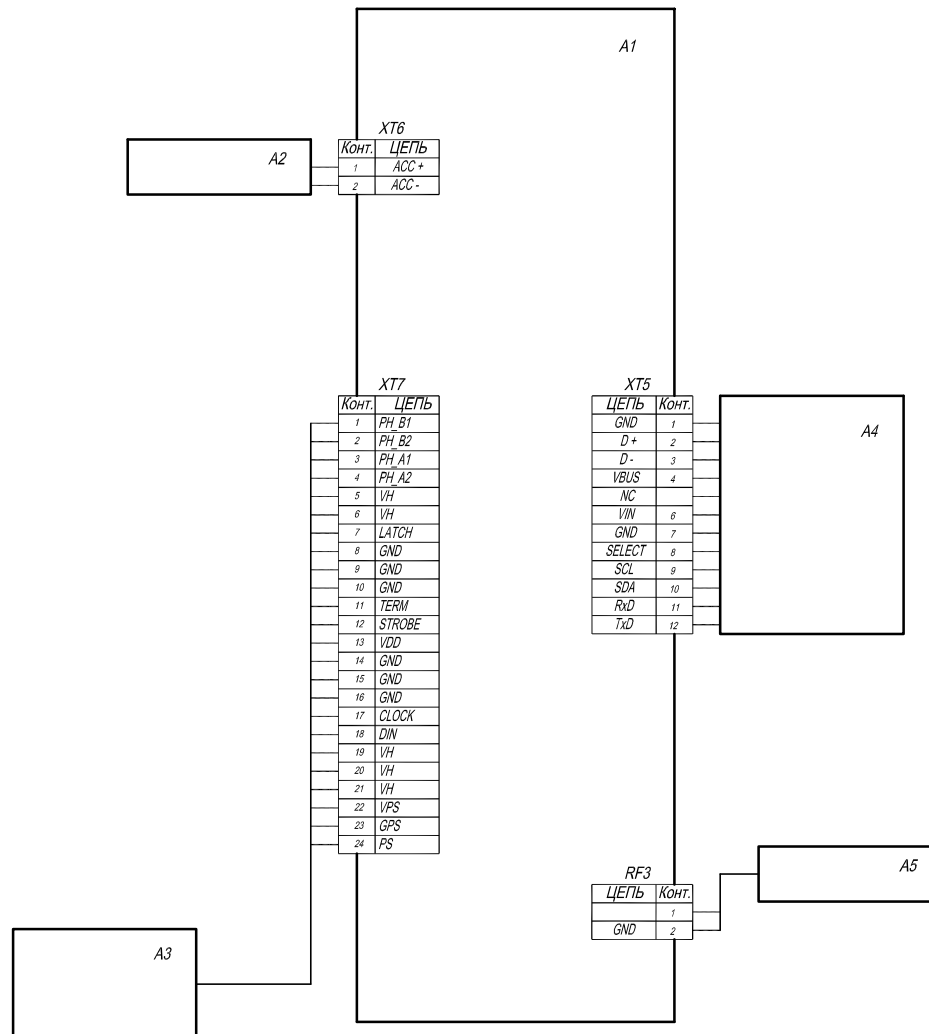 A1
XT6
Конт. ЦЕПЬ
1 ACC +
2 ACC -
A2
XT7
Конт. ЦЕПЬ
1 PH_B1
2 PH_B2
3 PH_A1
4 PH_A2
5 VH
6 VH
7 LATCH
8 GND
9 GND
10 GND
11 TERM
12 STROBE
13 VDD
14 GND
15 GND
16 GND
17 CLOCK
18 DIN
19 VH
20 VH
21 VH
22 VPS
23 GPS
24 PS
XT5
ЦЕПЬ Конт.
GND 1
D + 2
D - 3
VBUS 4
NC
VIN 6
GND 7
SELECT 8
SCL 9
SDA 10
RxD 11
TxD 12
A4
RF3
ЦЕПЬ Конт.
1
GND 2
A5
A3